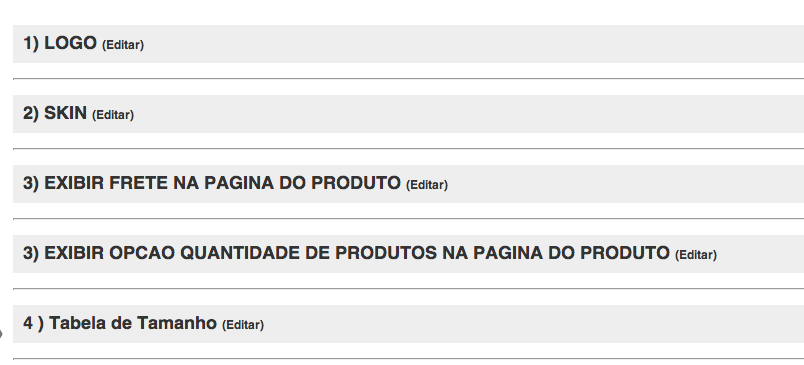 1) LOGO (Editar)
2) SKIN (Editar)
3) EXIBIR FRETE NA PAGINA DO PRODUTO (Editar)
3) EXIBIR OPCAO QUANTIDADE DE PRODUTOS NA PAGINA DO PRODUTO (Editar)
4 ) Tabela de Tamanho (Editar)